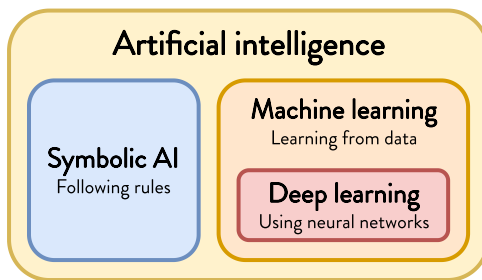 Artificial intelligence
Symbolic AI
Following rules
Machine learning
Learning from data
Deep learning
Using neural networks